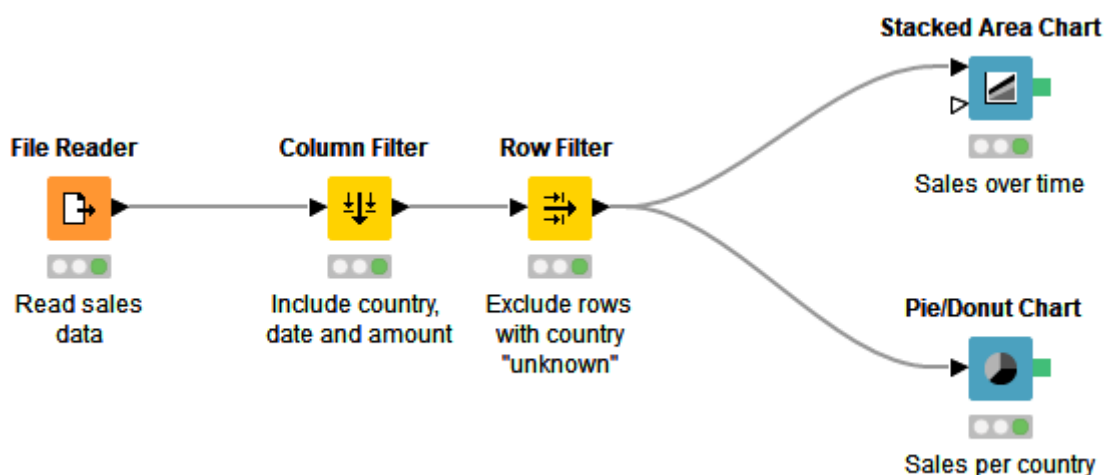 Stacked Area Chart
Sales over time
File Reader
Read sales
data
Column Filter
Include country,
date and amount
Row Filter
Exclude rows
with country
"unknown"
Pie/Donut Chart
Sales per country